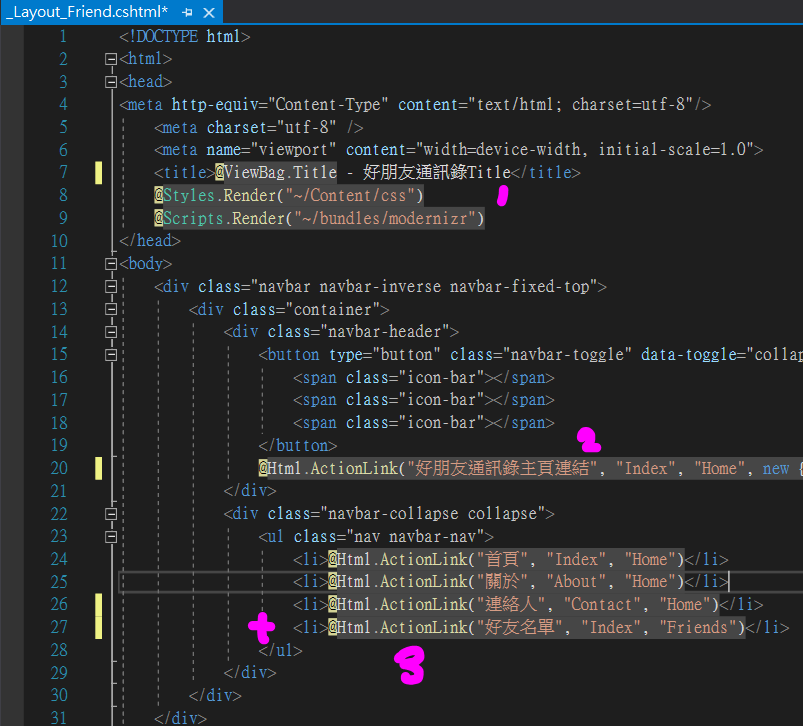 _Layout_Friend.cshtml*
1 <!DOCTYPE html>
2 <html>
3 <head>
4 <meta http-equiv="Content-Type" content="text/html; charset=utf-8"/>
5 <meta charset="utf-8" />
6 <meta name="viewport" content="width=device-width, initial-scale=1.0">
7 <title>@ViewBag.Title - 好朋友通訊錄Title</title>
8 @Styles.Render("~/Content/css")
1
9 @Scripts.Render("~/bundles/modernizr")
10 </head>
11 <body>
12 <div class="navbar navbar-inverse navbar-fixed-top">
13 <div class="container">
14 <div class="navbar-header">
15 <button type="button" class="navbar-toggle" data-toggle="collap
16 <span class="icon-bar"></span>
17 <span class="icon-bar"></span>
18 <span class="icon-bar"></span>
19 </button>
2
20 @Html.ActionLink("好朋友通訊錄主頁連結", "Index", "Home", new {
21 </div>
22 <div class="navbar-collapse collapse">
23 <ul class="nav navbar-nav">
24 <li>@Html.ActionLink("首頁", "Index", "Home")</li>
25 <li>@Html.ActionLink("關於", "About", "Home")</li>
26 <li>@Html.ActionLink("連絡人", "Contact", "Home")</li>
27 + <li>@Html.ActionLink("好友名單", "Index", "Friends")</li>
28 </ul>
3
29 </div>
30 </div>
31 </div>